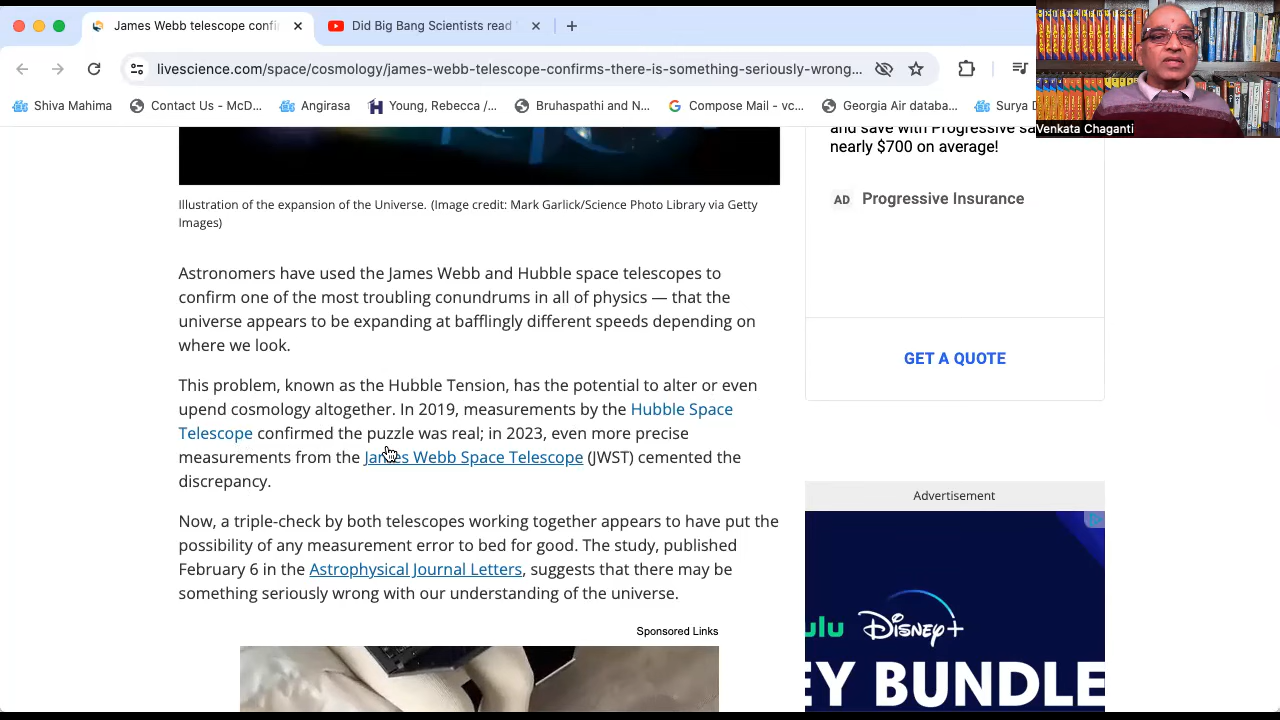 James Webb telescope confi
Did Big Bang Scientists read
livescience.com/space/cosmology/james-webb-telescope-confirms-there-is-something-seriously-wrong...
Shiva Mahima
Contact Us - McD...
Angirasa
Young, Rebecca /...
Bruhaspathi and N...
Compose Mail - vc...
Georgia Air databa...
Surya D
Venkata Chaganti
and save with Progressive sa
nearly $700 on average!
AD Progressive Insurance
GET A QUOTE
Illustration of the expansion of the Universe. (Image credit: Mark Garlick/Science Photo Library via Getty
Images)
Astronomers have used the James Webb and Hubble space telescopes to
confirm one of the most troubling conundrums in all of physics — that the
universe appears to be expanding at bafflingly different speeds depending on
where we look.
This problem, known as the Hubble Tension, has the potential to alter or even
upend cosmology altogether. In 2019, measurements by the Hubble Space
Telescope confirmed the puzzle was real; in 2023, even more precise
measurements from the James Webb Space Telescope (JWST) cemented the
discrepancy.
Now, a triple-check by both telescopes working together appears to have put the
possibility of any measurement error to bed for good. The study, published
February 6 in the Astrophysical Journal Letters, suggests that there may be
something seriously wrong with our understanding of the universe.
Sponsored Links
Advertisement
ulu Disney+
EY BUNDLE